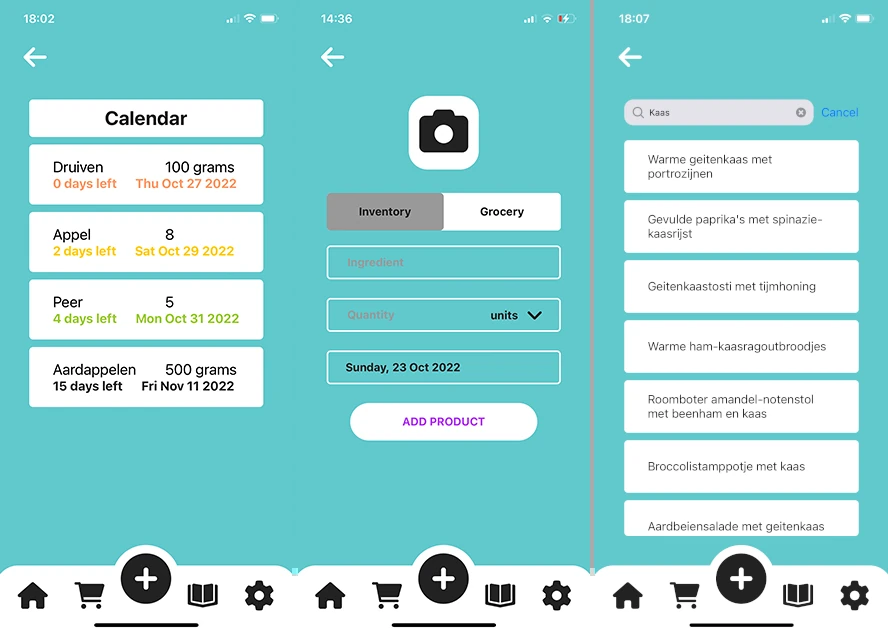 18:02
Calendar
Druiven 100 grams
0 days left Thu Oct 27 2022
Appel 8
2 days left Sat Oct 29 2022
Peer 5
4 days left Mon Oct 31 2022
Aardappelen 500 grams
15 days left Fri Nov 11 2022
14:36
Inventory Grocery
Ingredient
Quantity units
Sunday, 23 Oct 2022
ADD PRODUCT
18:07
Kaas Cancel
Warme geitenkaas met
portrozijnen
Gevulde paprika's met spinazie-
kaasrijst
Geitenkaastosti met tijmhoning
Warme ham-kaasragoutbroodjes
Roomboter amandel-notenstol
met beenham en kaas
Broccolistamppotje met kaas
Aardbeiensalade met geitenkaas